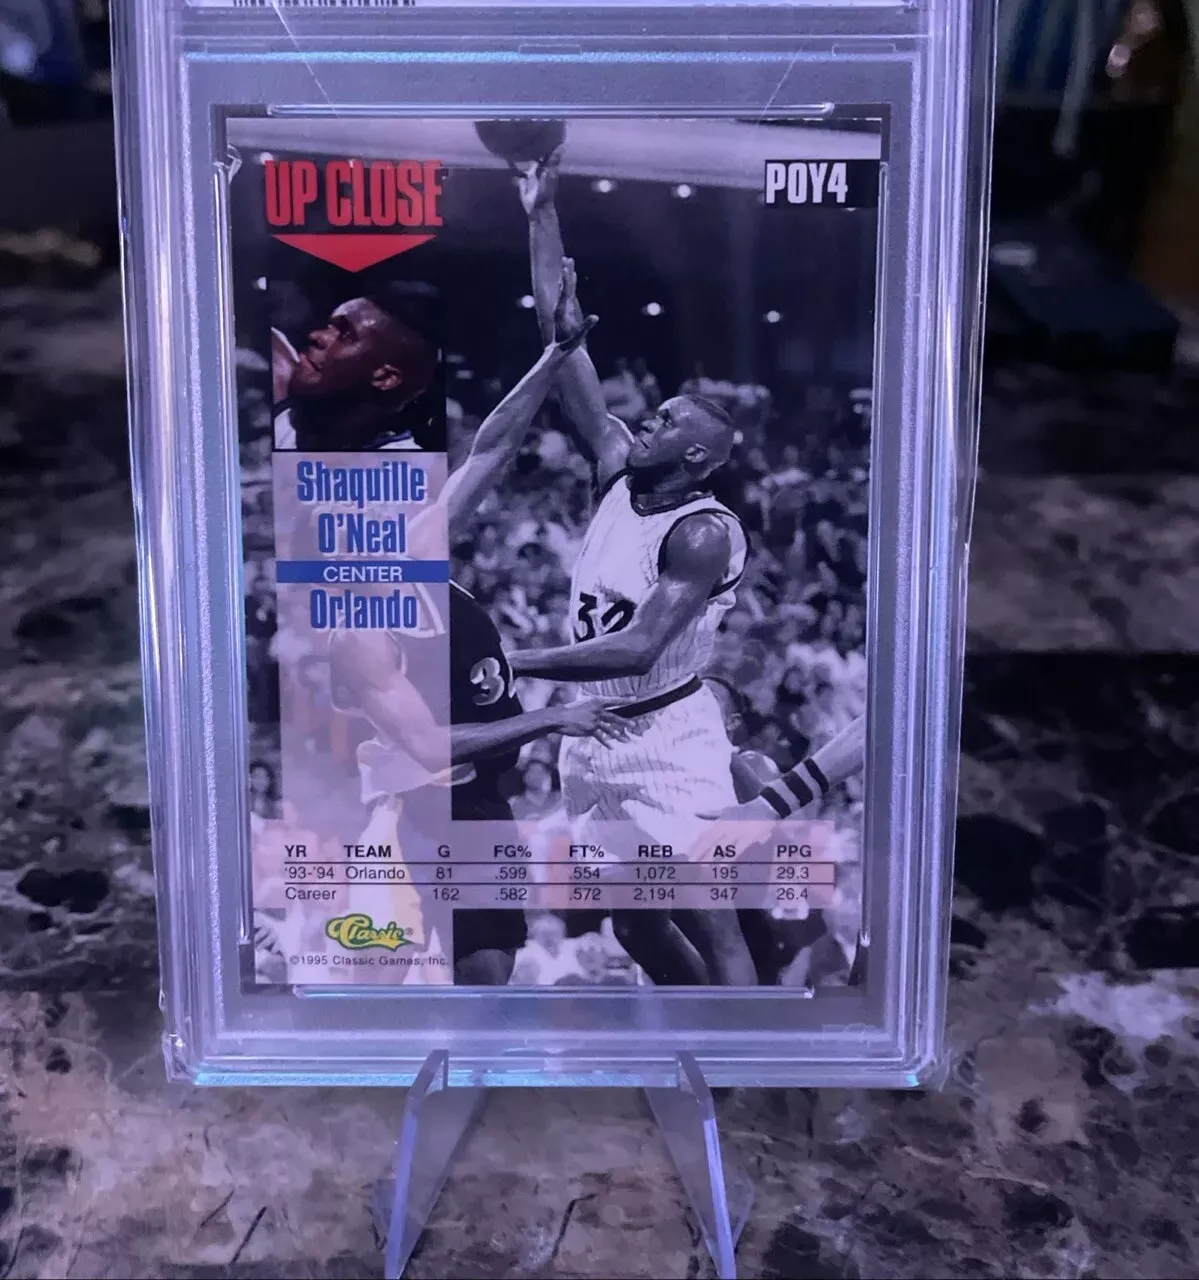 UP CLOSE
POY4
Shaquille
O'Neal
CENTER
Orlando
32
3
YR TEAM G FG% FT% REB AS PPG
'93-'94 Orlando 81 .599 .554 1,072 195 29.3
Career 162 .582 .572 2,194 347 26.4
Classic®
©1995 Classic Games, Inc.